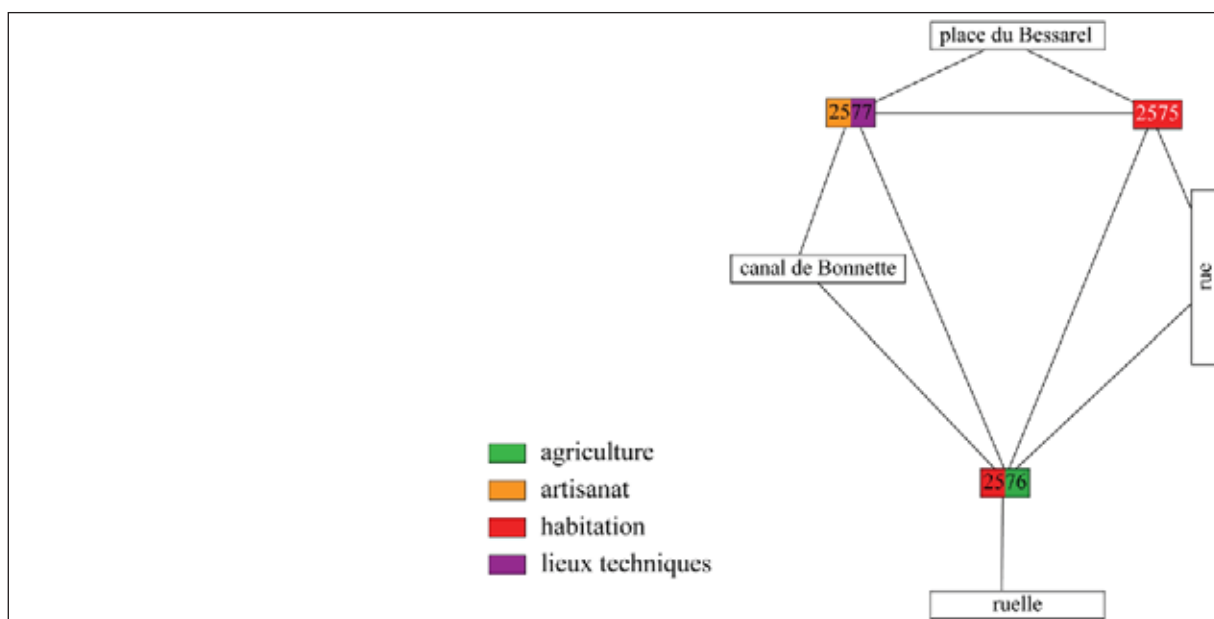 place du Bessarel
2577
2575
canal de Bonnette
rue
agriculture
artisanat
2576
habitation
lieux techniques
ruelle